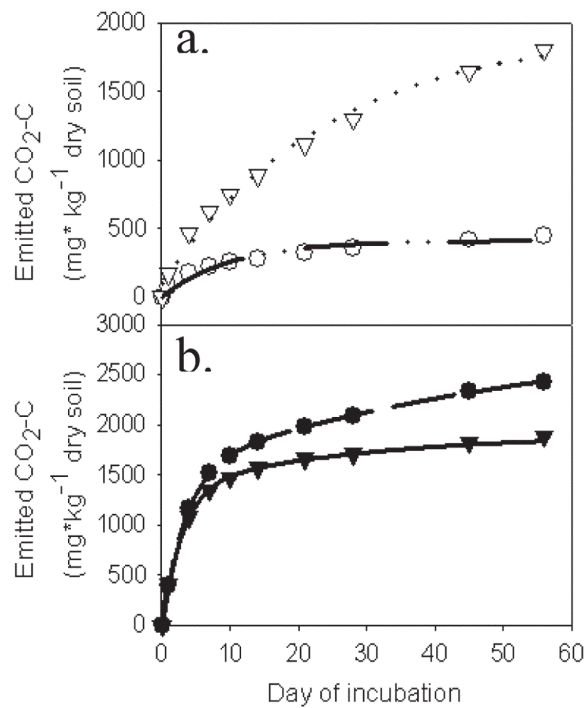 a.
2000
1500
1000
500
0
Emitted CO₂-C
(mg* kg⁻¹ dry soil)
b.
3000
2500
2000
1500
1000
500
0
Emitted CO₂-C
(mg*kg⁻¹ dry soil)
0 10 20 30 40 50 60
Day of incubation